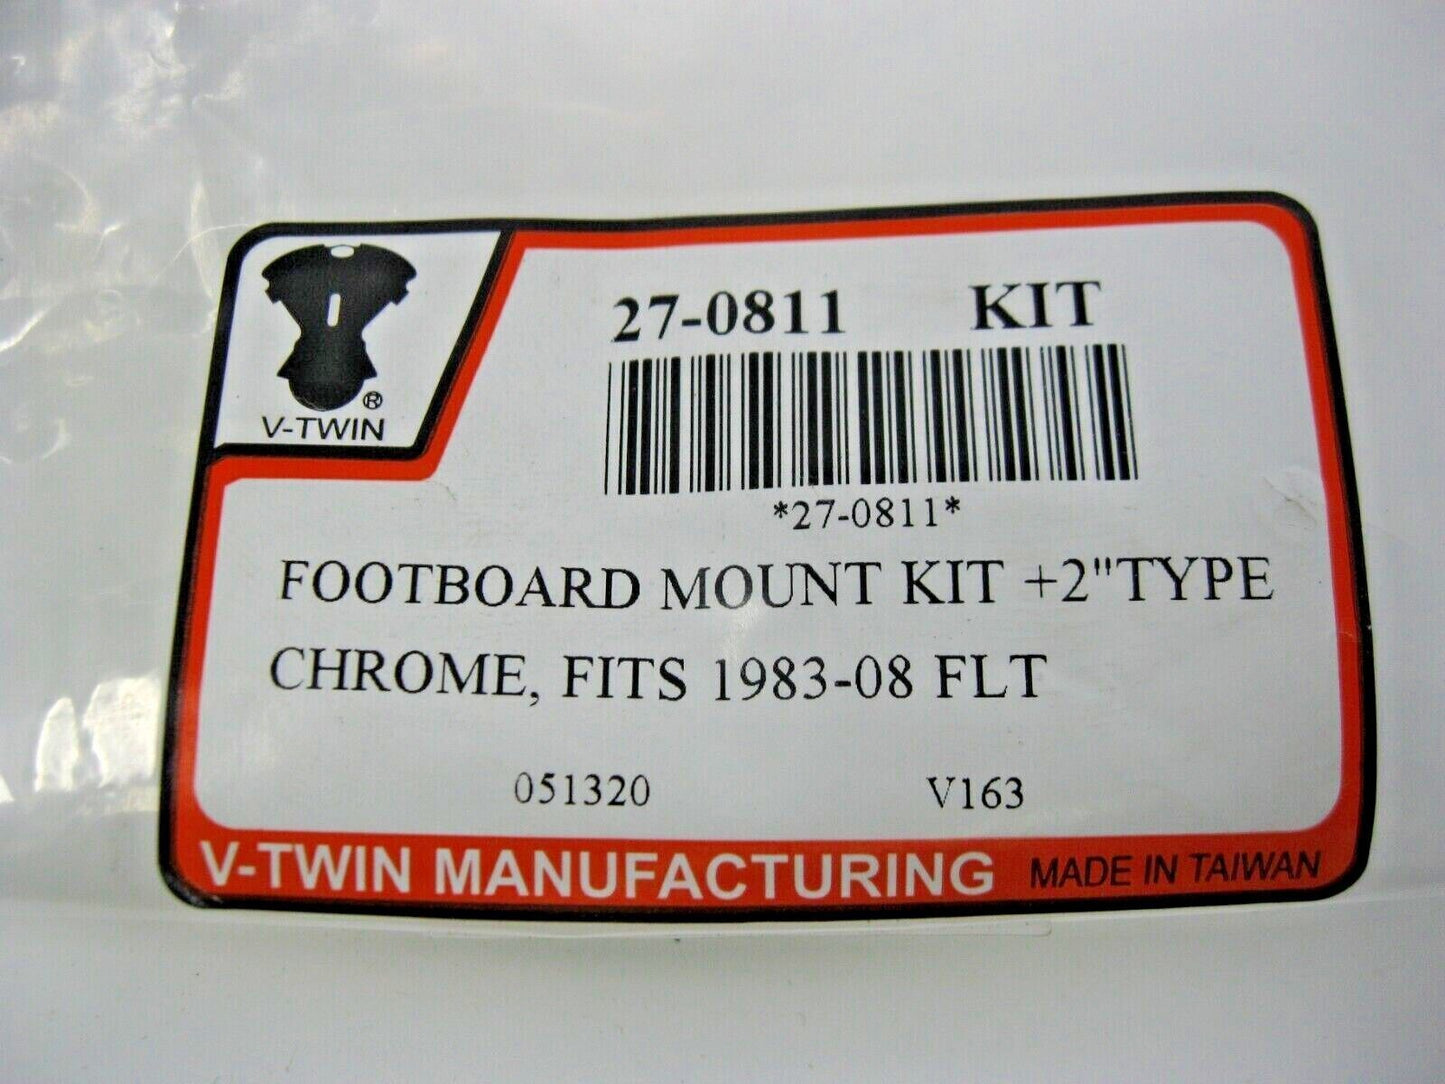 27-0811 KIT
*27-0811*
®
V-TWIN
FOOTBOARD MOUNT KIT +2"TYPE
CHROME, FITS 1983-08 FLT
051320 V163
V-TWIN MANUFACTURING MADE IN TAIWAN